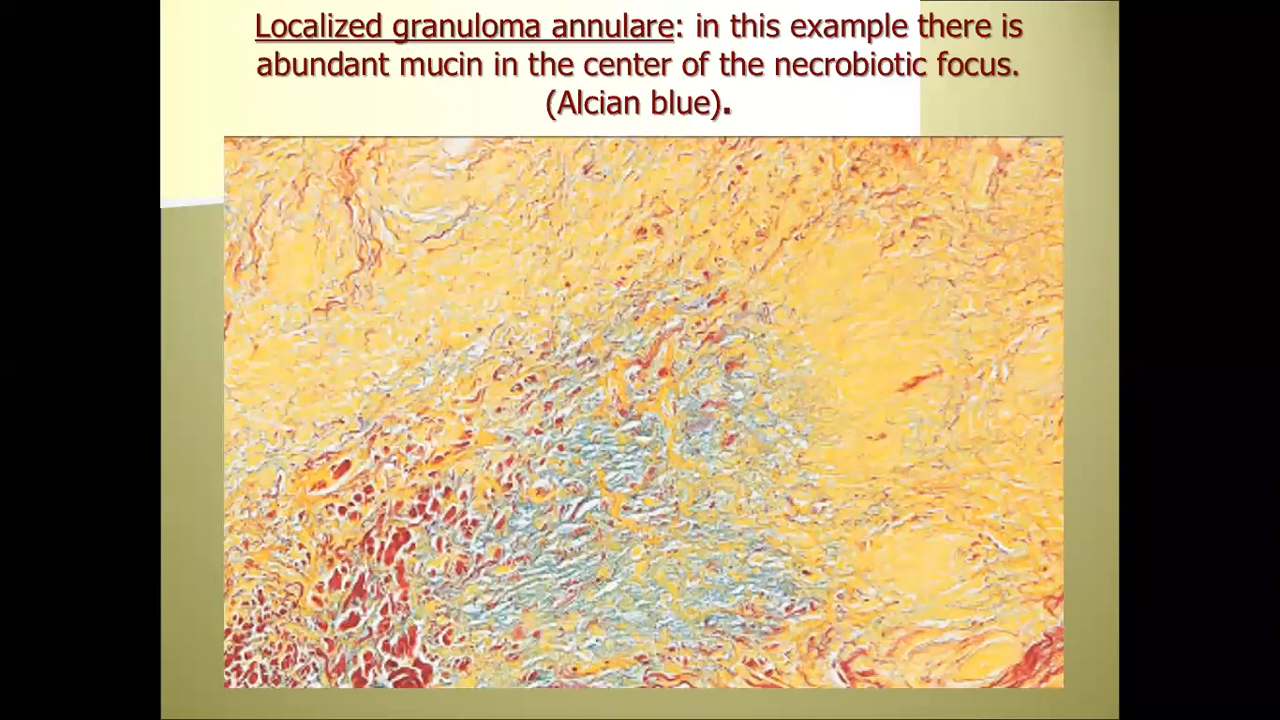 Localized granuloma annulare: in this example there is
abundant mucin in the center of the necrobiotic focus.
(Alcian blue).